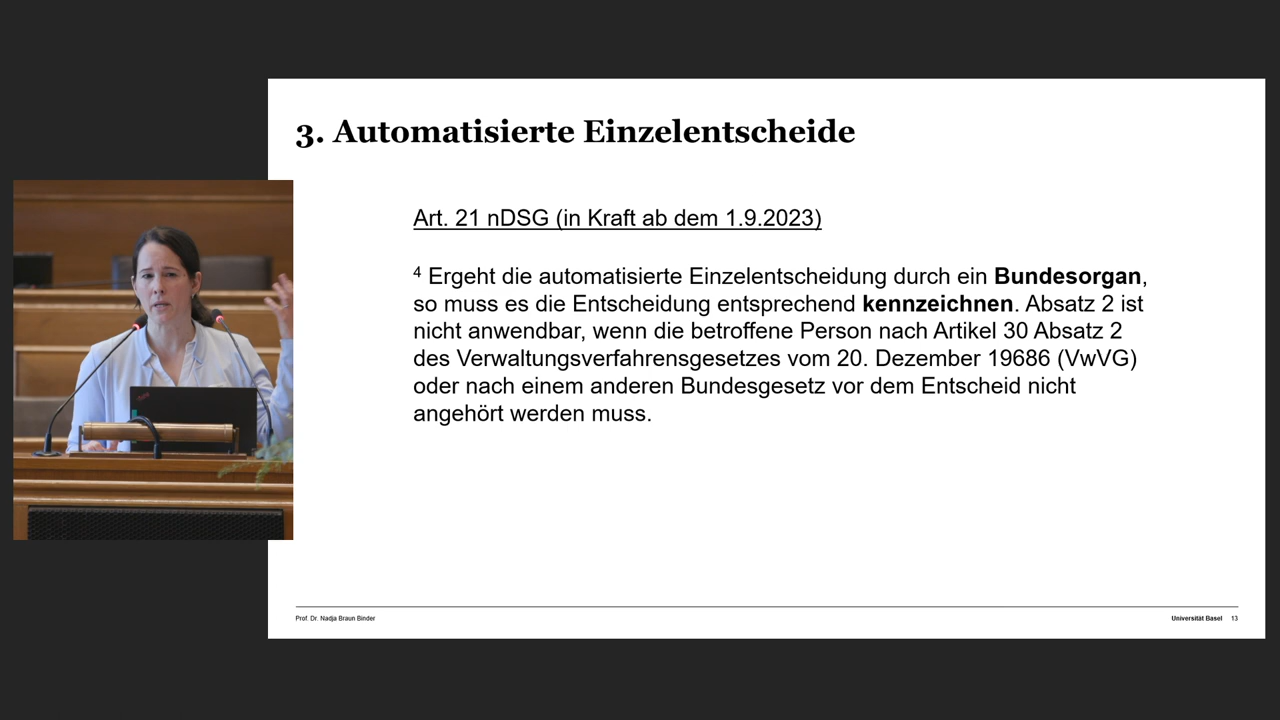 3. Automatisierte Einzelentscheide
Art. 21 nDSG (in Kraft ab dem 1.9.2023)
4 Ergeht die automatisierte Einzelentscheidung durch ein Bundesorgan,
so muss es die Entscheidung entsprechend kennzeichnen. Absatz 2 ist
nicht anwendbar, wenn die betroffene Person nach Artikel 30 Absatz 2
des Verwaltungsverfahrensgesetzes vom 20. Dezember 19686 (VwVG)
oder nach einem anderen Bundesgesetz vor dem Entscheid nicht
angehört werden muss.
Prof. Dr. Nadja Braun Binder
Universität Basel 13